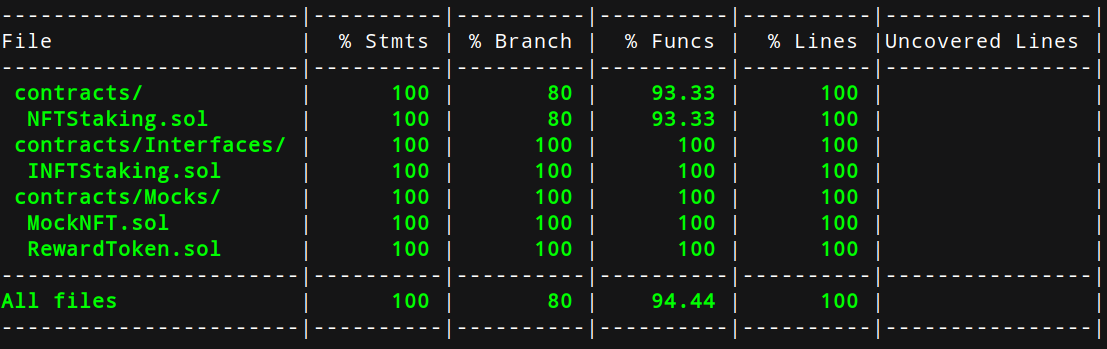 -----------------------|----------|----------|----------|----------|----------------|
File                   |  % Stmts | % Branch |  % Funcs |  % Lines |Uncovered Lines |
-----------------------|----------|----------|----------|----------|----------------|
 contracts/            |      100 |       80 |    93.33 |      100 |                |
  NFTStaking.sol       |      100 |       80 |    93.33 |      100 |                |
 contracts/Interfaces/ |      100 |      100 |      100 |      100 |                |
  INFTStaking.sol      |      100 |      100 |      100 |      100 |                |
 contracts/Mocks/      |      100 |      100 |      100 |      100 |                |
  MockNFT.sol          |      100 |      100 |      100 |      100 |                |
  RewardToken.sol      |      100 |      100 |      100 |      100 |                |
-----------------------|----------|----------|----------|----------|----------------|
All files              |      100 |       80 |    94.44 |      100 |                |
-----------------------|----------|----------|----------|----------|----------------|